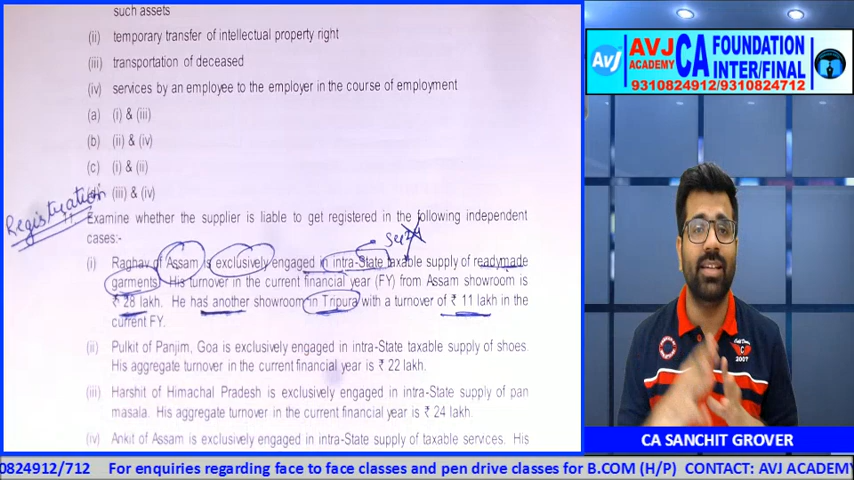 such assets
(ii) temporary transfer of intellectual property right
(iii) transportation of deceased
(iv) services by an employee to the employer in the course of employment
(a) (i) & (iii)
(b) (ii) & (iv)
(c) (i) & (ii)
(d) (iii) & (iv)
Registration
11. Examine whether the supplier is liable to get registered in the following independent
cases:-
(i) Raghav of Assam is exclusively engaged in intra-State taxable supply of readymade
garments. His turnover in the current financial year (FY) from Assam showroom is
₹ 28 lakh. He has another showroom in Tripura with a turnover of ₹ 11 lakh in the
current FY.
(ii) Pulkit of Panjim, Goa is exclusively engaged in intra-State taxable supply of shoes.
His aggregate turnover in the current financial year is ₹ 22 lakh.
(iii) Harshit of Himachal Pradesh is exclusively engaged in intra-State supply of pan
masala. His aggregate turnover in the current financial year is ₹ 24 lakh.
(iv) Ankit of Assam is exclusively engaged in intra-State supply of taxable services. His
AVJ
AVJ
ACADEMY
CA
FOUNDATION
INTER/FINAL
9310824912/9310824712
2007
CA SANCHIT GROVER
0824912/712 For enquiries regarding face to face classes and pen drive classes for B.COM (H/P) CONTACT: AVJ ACADEMY